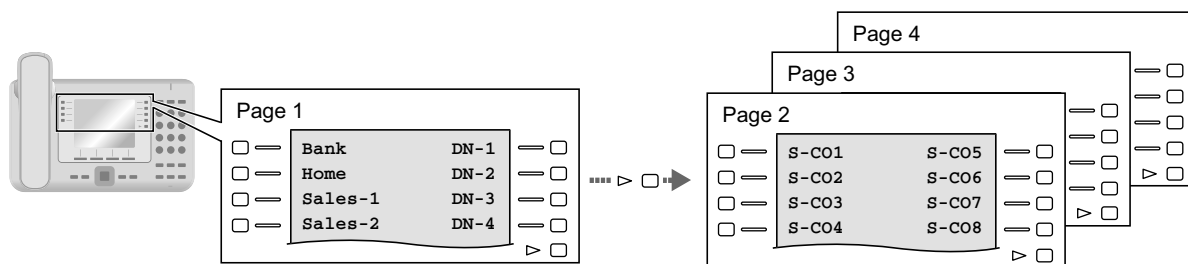 Page 4
Page 3
Page 1
Page 2
Bank DN-1
Home DN-2
Sales-1 DN-3
Sales-2 DN-4
S-CO1 S-CO5
S-CO2 S-CO6
S-CO3 S-CO7
S-CO4 S-CO8